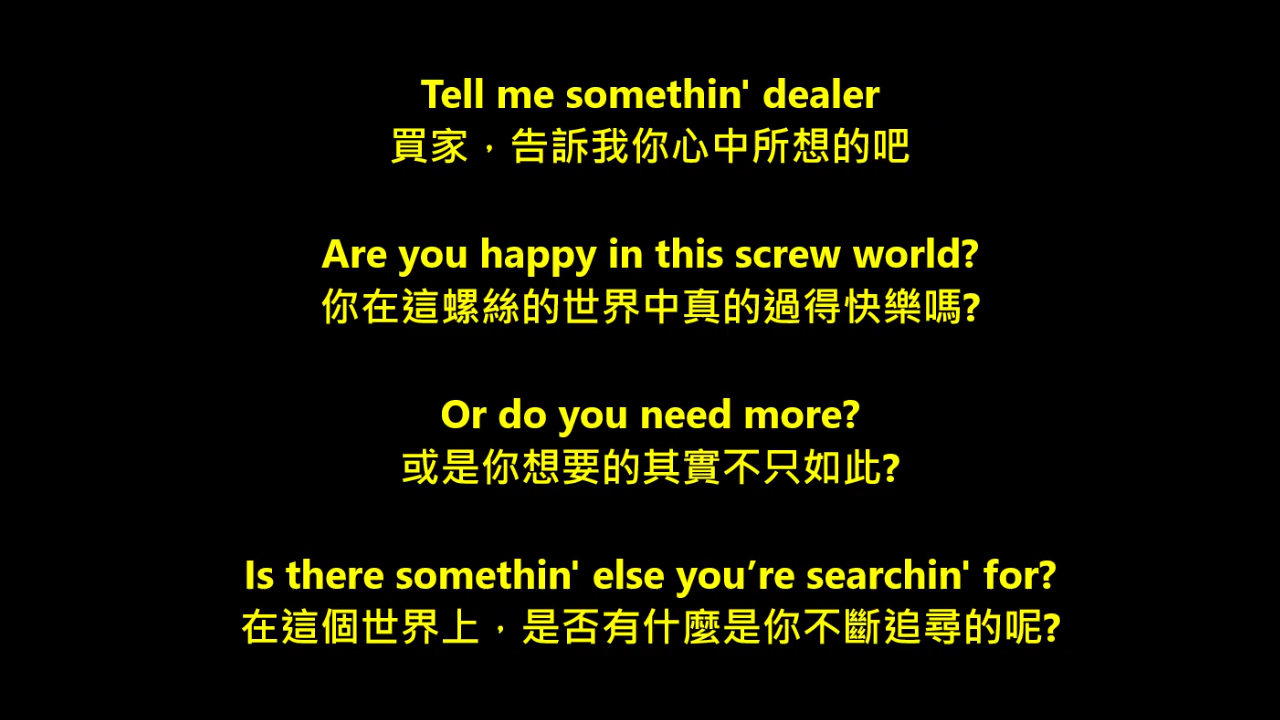 Tell me somethin' dealer
買家，告訴我你心中所想的吧
Are you happy in this screw world?
你在這螺絲的世界中真的過得快樂嗎?
Or do you need more?
或是你想要的其實不只如此?
Is there somethin' else you’re searchin' for?
在這個世界上，是否有什麼是你不斷追尋的呢?